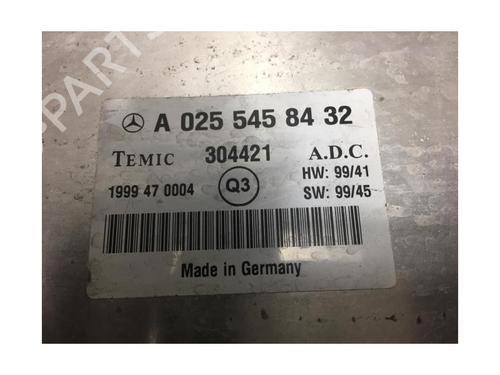 A 025 545 84 32
TEMIC 304421 A.D.C.
HW: 99/41
1999 47 0004 Q3 SW: 99/45
Made in Germany